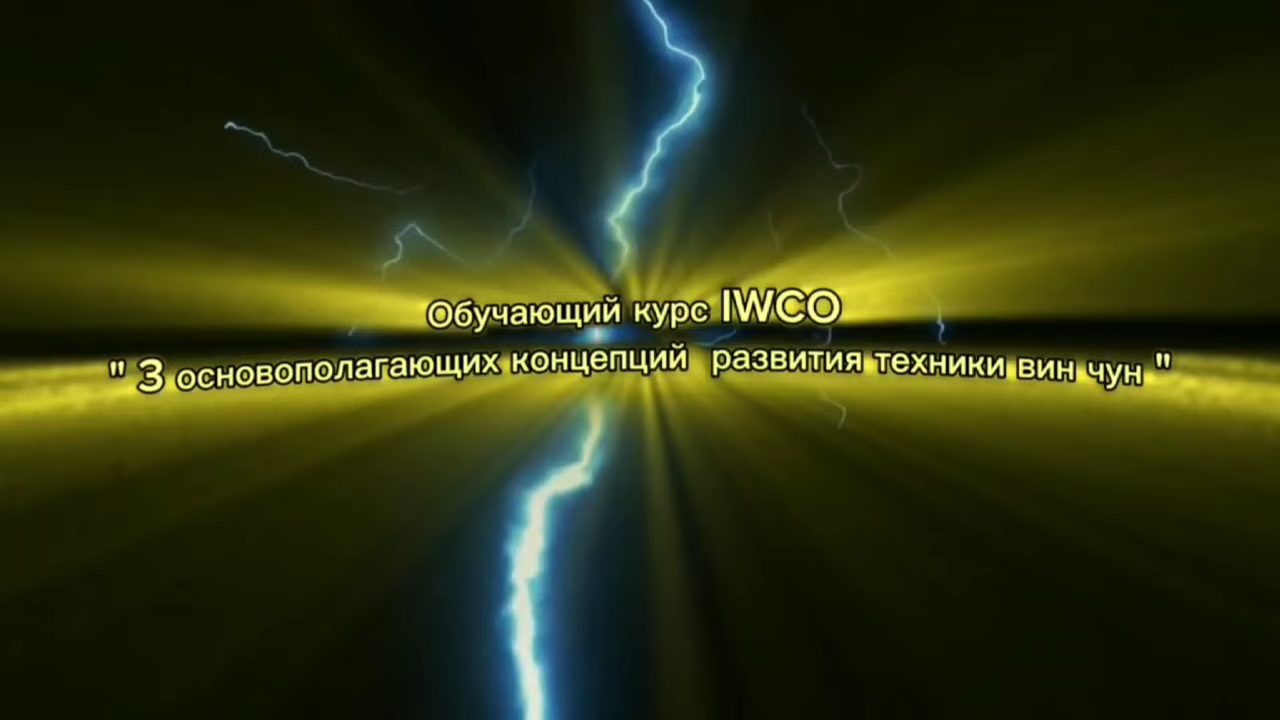 Обучающий курс IWCO
" 3 основополагающих концепций развития техники вин чун "